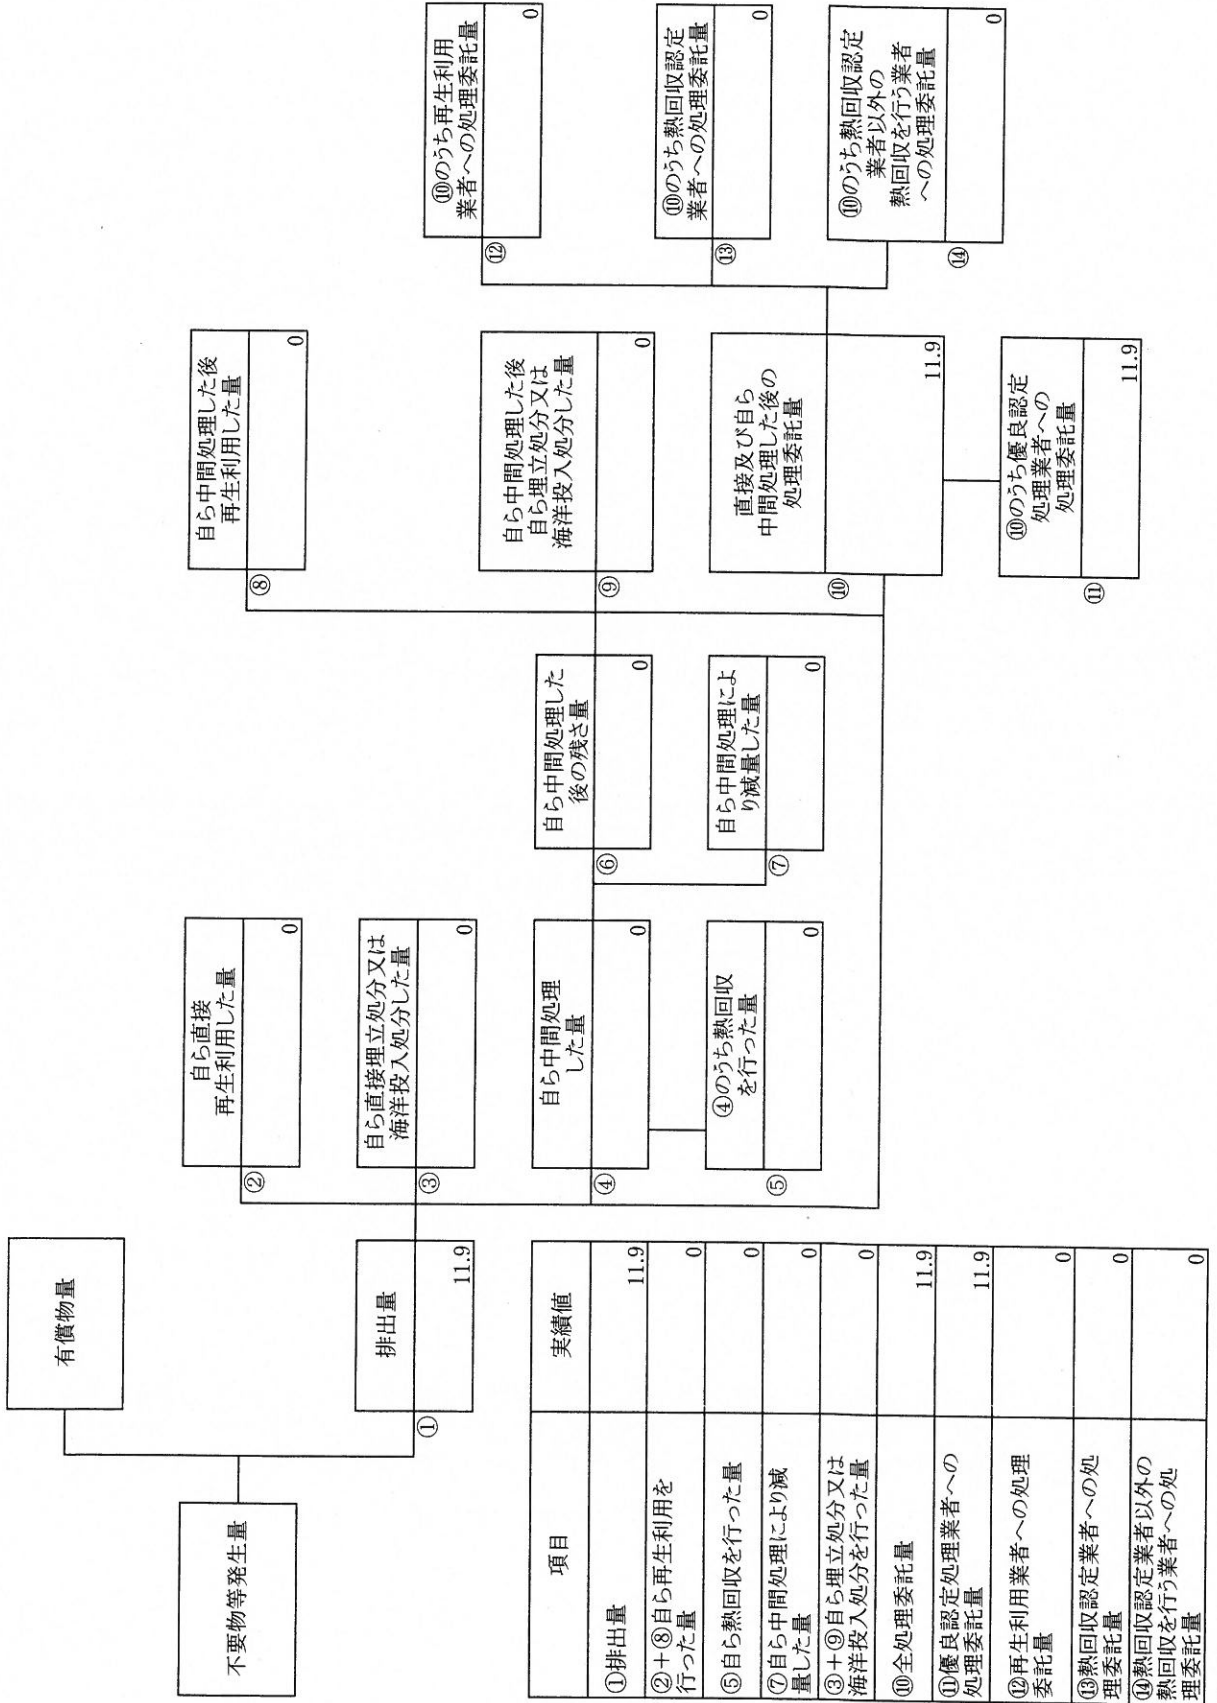 不要物等発生量
有償物量
排出量
①
11.9
自ら直接
再生利用した量
②
0
自ら直接埋立処分又は
海洋投入処分した量
③
0
自ら中間処理
した量
④
0
④のうち熱回収
を行った量
⑤
0
自ら中間処理した
後の残さ量
⑥
0
自ら中間処理によ
り減量した量
⑦
0
自ら中間処理した後
再生利用した量
⑧
0
自ら中間処理した後
自ら埋立処分又は
海洋投入処分した量
⑨
0
直接及び自ら
中間処理した後の
処理委託量
⑩
11.9
⑩のうち優良認定
処理業者への
処理委託量
⑪
11.9
⑩のうち再生利用
業者への処理委託量
⑫
0
⑩のうち熱回収認定
業者への処理委託量
⑬
0
⑩のうち熱回収認定
業者以外の
熱回収を行う業者
への処理委託量
⑭
0
項目 実績値
①排出量 11.9
②+⑧自ら再生利用を
行った量 0
⑤自ら熱回収を行った量 0
⑦自ら中間処理により減
量した量 0
③+⑨自ら埋立処分又は
海洋投入処分を行った量 0
⑩全処理委託量 11.9
⑪優良認定処理業者への
処理委託量 11.9
⑫再生利用業者への処理
委託量 0
⑬熱回収認定業者への処
理委託量 0
⑭熱回収認定業者以外の
熱回収を行う業者への処
理委託量 0